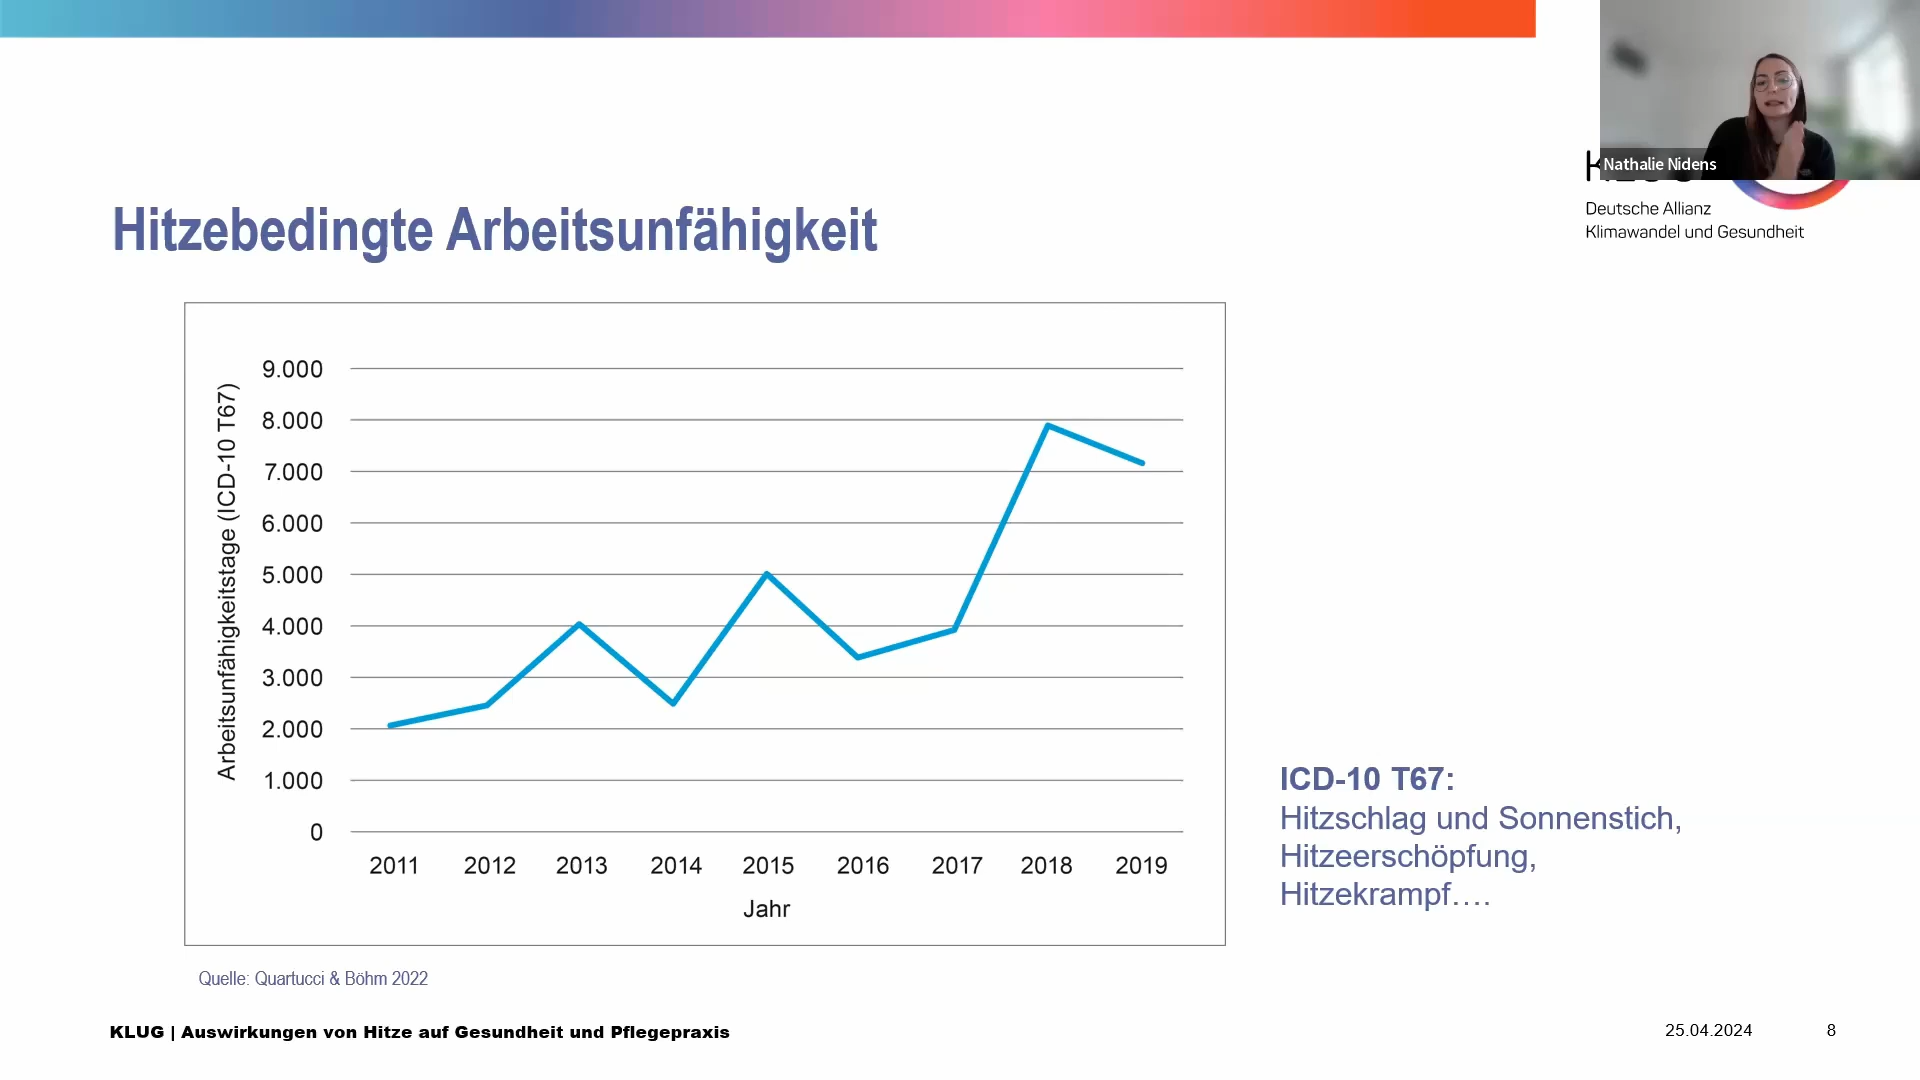 Nathalie Nidens
Deutsche Allianz
Klimawandel und Gesundheit
Hitzebedingte Arbeitsunfähigkeit
Arbeitsunfähigkeitstage (ICD-10 T67)
9.000
8.000
7.000
6.000
5.000
4.000
3.000
2.000
1.000
0
2011 2012 2013 2014 2015 2016 2017 2018 2019
Jahr
ICD-10 T67:
Hitzschlag und Sonnenstich,
Hitzeerschöpfung,
Hitzekrampf….
Quelle: Quartucci & Böhm 2022
KLUG | Auswirkungen von Hitze auf Gesundheit und Pflegepraxis
25.04.2024 8